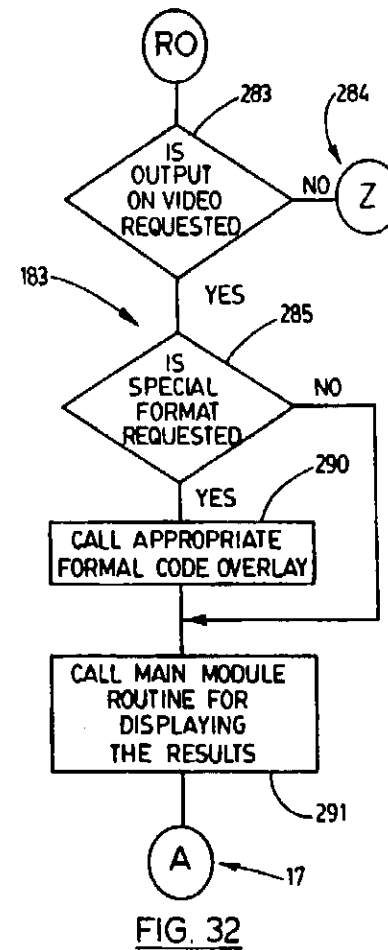 RO
283
284
IS
OUTPUT
ON VIDEO
REQUESTED
NO
Z
183
YES
285
IS
SPECIAL
FORMAT
REQUESTED
NO
290
YES
CALL APPROPRIATE
FORMAL CODE OVERLAY
CALL MAIN MODULE
ROUTINE FOR
DISPLAYING
THE RESULTS
291
A
17
FIG. 32